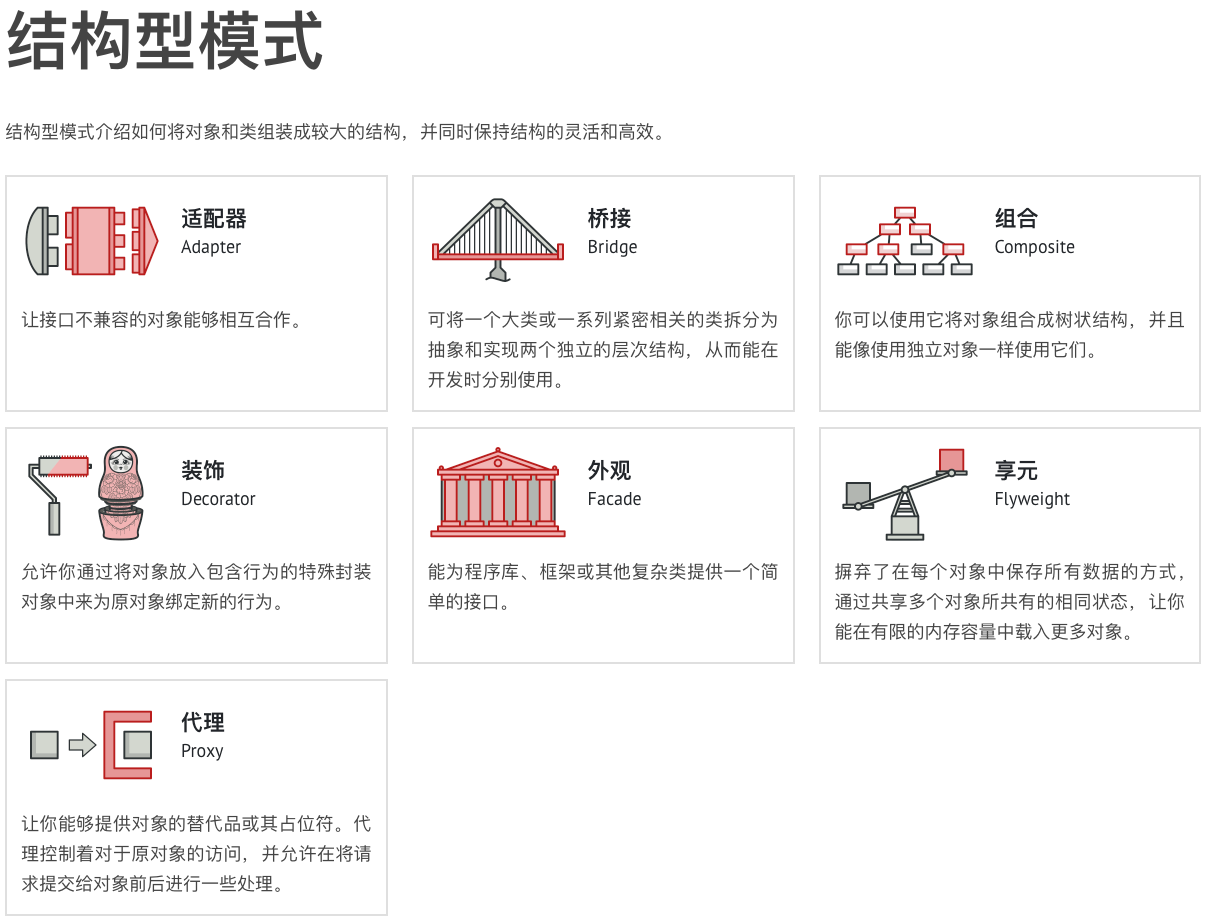 结构型模式
结构型模式介绍如何将对象和类组装成较大的结构，并同时保持结构的灵活和高效。
适配器
Adapter
让接口不兼容的对象能够相互合作。
桥接
Bridge
可将一个大类或一系列紧密相关的类拆分为
抽象和实现两个独立的层次结构，从而能在
开发时分别使用。
组合
Composite
你可以使用它将对象组合成树状结构，并且
能像使用独立对象一样使用它们。
装饰
Decorator
允许你通过将对象放入包含行为的特殊封装
对象中来为原对象绑定新的行为。
外观
Facade
能为程序库、框架或其他复杂类提供一个简
单的接口。
享元
Flyweight
摒弃了在每个对象中保存所有数据的方式，
通过共享多个对象所共有的相同状态，让你
能在有限的内存容量中载入更多对象。
代理
Proxy
让你能够提供对象的替代品或其占位符。代
理控制着对于原对象的访问，并允许在将请
求提交给对象前后进行一些处理。